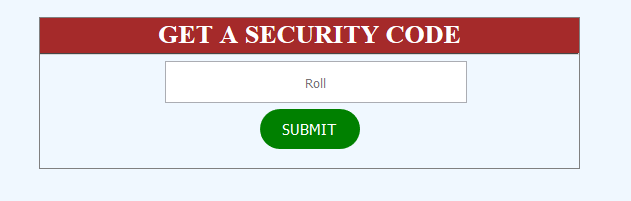 GET A SECURITY CODE
Roll
SUBMIT